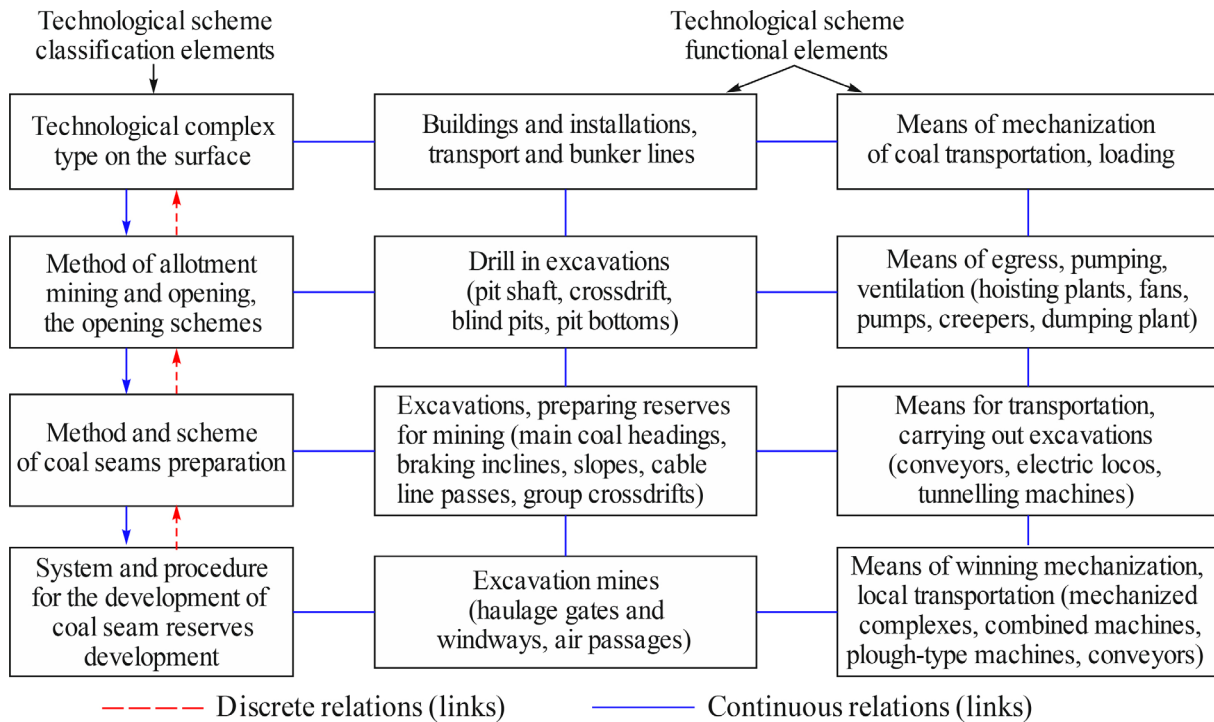 Technological scheme
classification elements
Technological scheme
functional elements
Technological complex
type on the surface
Buildings and installations,
transport and bunker lines
Means of mechanization
of coal transportation, loading
Method of allotment
mining and opening,
the opening schemes
Drill in excavations
(pit shaft, crossdrift,
blind pits, pit bottoms)
Means of egress, pumping,
ventilation (hoisting plants, fans,
pumps, creepers, dumping plant)
Method and scheme
of coal seams preparation
Excavations, preparing reserves
for mining (main coal headings,
braking inclines, slopes, cable
line passes, group crossdrifts)
Means for transportation,
carrying out excavations
(conveyors, electric locos,
tunnelling machines)
System and procedure
for the development of
coal seam reserves
development
Excavation mines
(haulage gates and
windways, air passages)
Means of winning mechanization,
local transportation (mechanized
complexes, combined machines,
plough-type machines, conveyors)
Discrete relations (links)
Continuous relations (links)